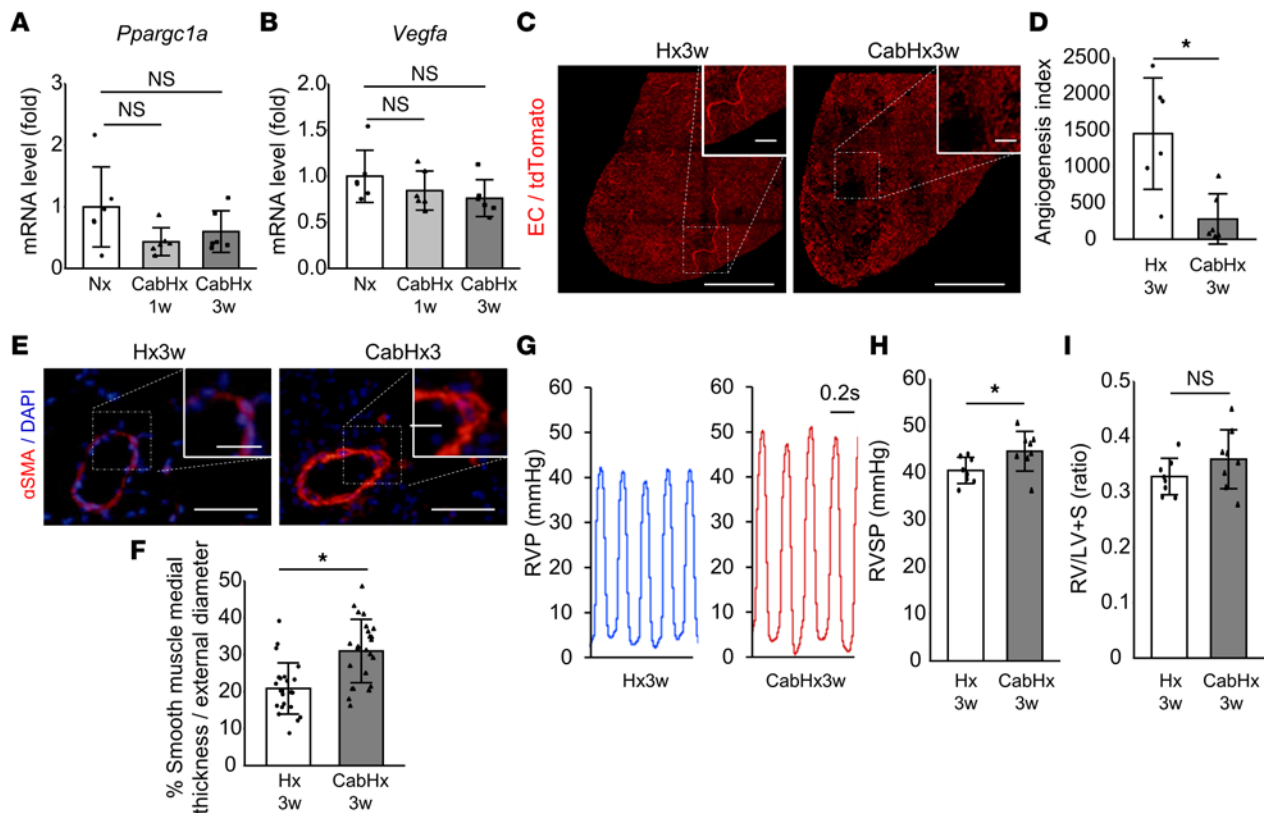 A
Ppargc1a
mRNA level (fold)
3
2
1
0
NS
NS
Nx
CabHx
1w
CabHx
3w
B
Vegfa
mRNA level (fold)
2.0
1.5
1.0
0.5
0.0
NS
NS
Nx
CabHx
1w
CabHx
3w
C
Hx3w
CabHx3w
EC / tdTomato
D
Angiogenesis index
2500
2000
1500
1000
500
0
*
Hx
3w
CabHx
3w
E
Hx3w
CabHx3
αSMA / DAPI
F
% Smooth muscle medial
thickness / external diameter
50
40
30
20
10
0
*
Hx
3w
CabHx
3w
G
RVP (mmHg)
60
50
40
30
20
10
0
Hx3w
60
50
40
30
20
10
0
0.2s
CabHx3w
H
RVSP (mmHg)
60
50
40
30
20
10
0
*
Hx
3w
CabHx
3w
I
RV/LV+S (ratio)
0.5
0.4
0.3
0.2
0.1
0
NS
Hx
3w
CabHx
3w